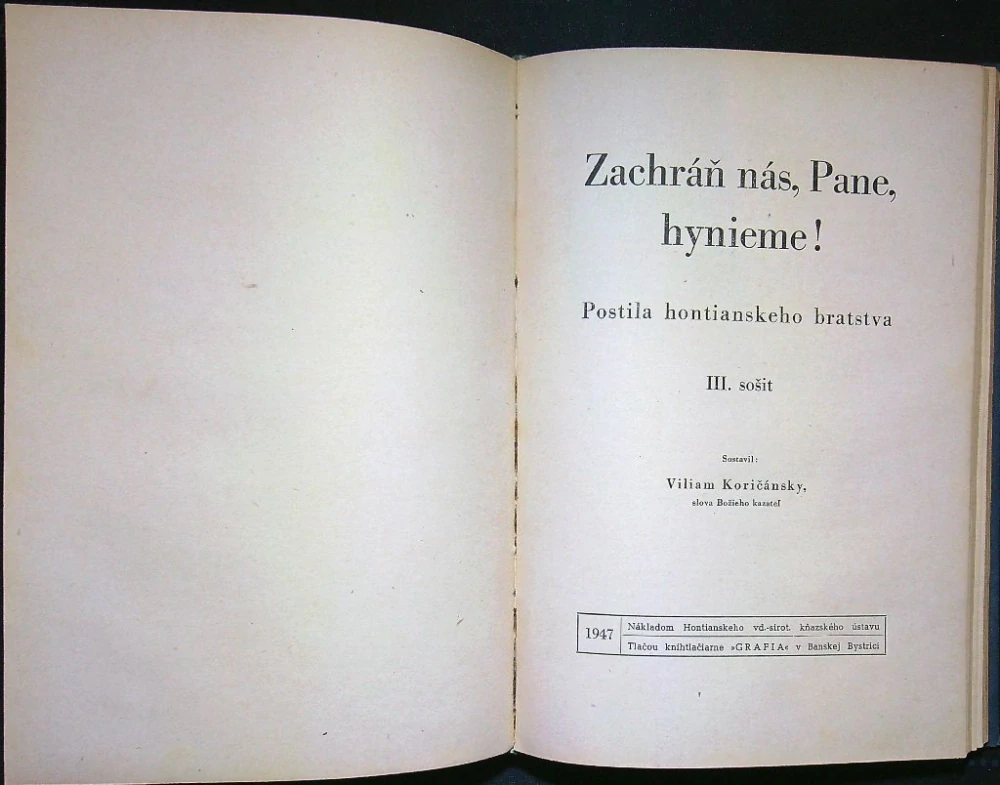 Zachráň nás, Pane,
hynieme!
Postila hontianskeho bratstva
III. sošit
Sostavil:
Viliam Koričánsky,
slova Božieho kazateľ
1947
Nákladom Hontianskeho vd.-sirot. kňazského ústavu
Tlačou kníhtlačiarne »GRAFIA« v Banskej Bystrici